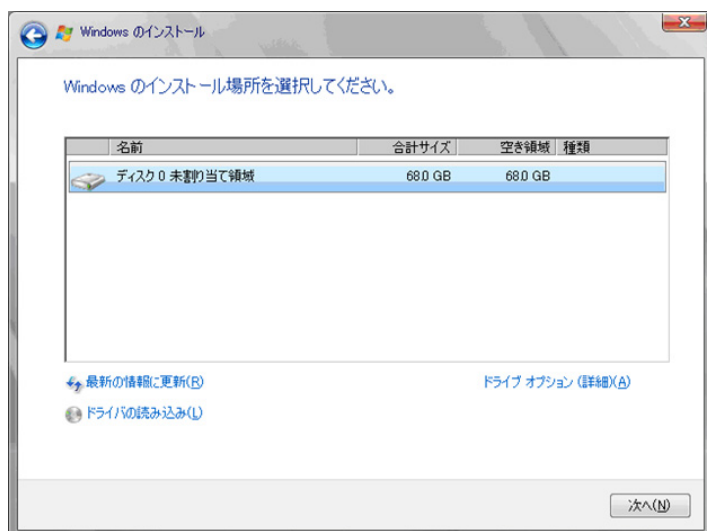 Windows のインストール
Windows のインストール場所を選択してください。
名前 合計サイズ 空き領域 種類
ディスク 0 未割り当て領域 68.0 GB 68.0 GB
最新の情報に更新(R) ドライブ オプション (詳細)(A)
ドライバの読み込み(L)
次へ(N)